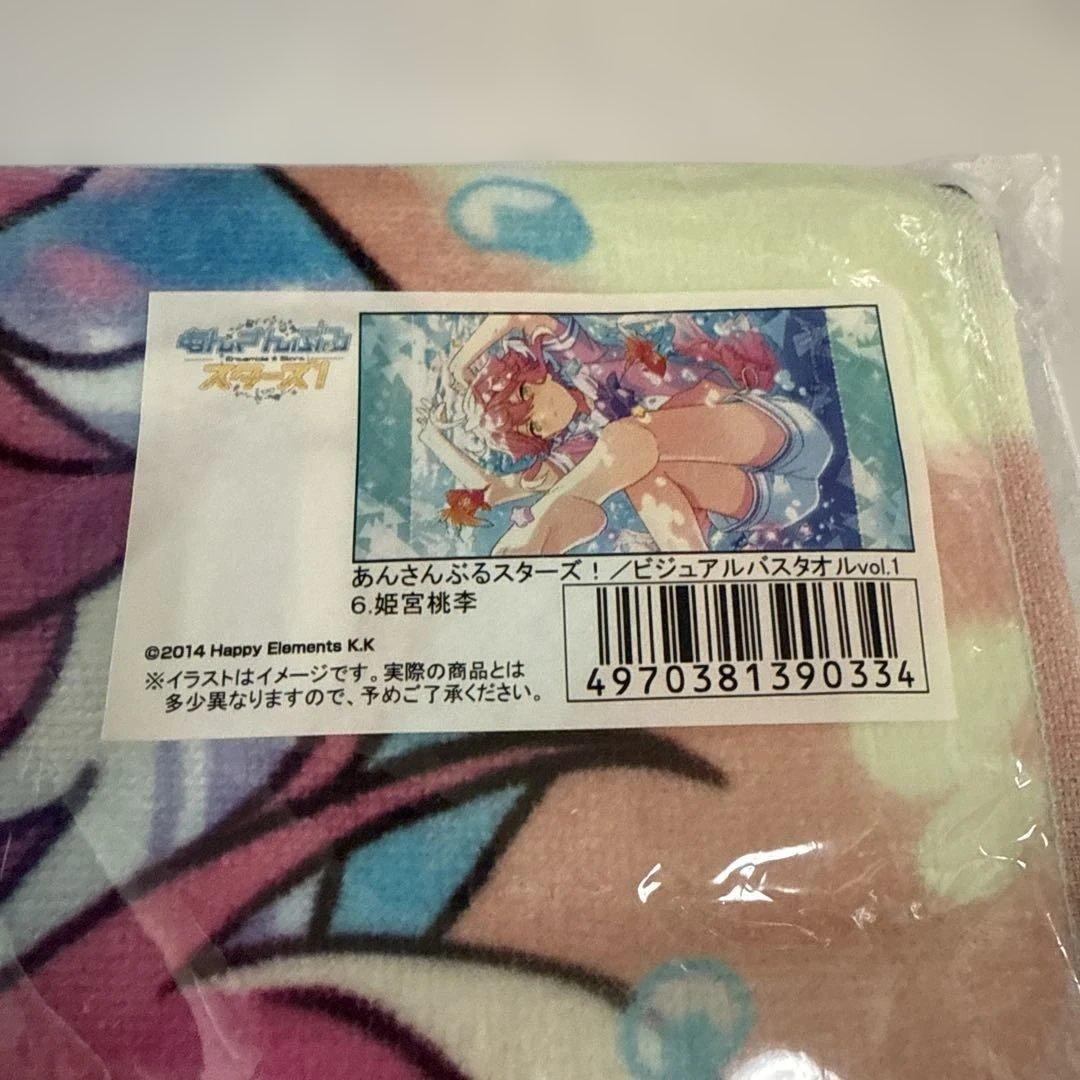 あんさんぶる
Ensemble ★ Stars
スターズ!
あんさんぶるスターズ!／ビジュアルバスタオルvol.1
6.姫宮桃李
©2014 Happy Elements K.K
※イラストはイメージです。実際の商品とは
多少異なりますので、予めご了承ください。
4970381390334